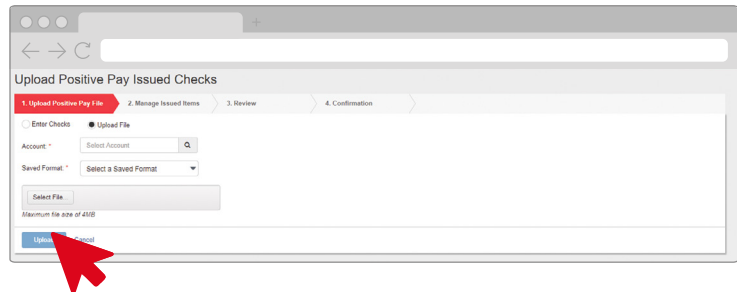 Upload Positive Pay Issued Checks
1. Upload Positive Pay File 2. Manage Issued Items 3. Review 4. Confirmation
Enter Checks Upload File
Account: * Select Account
Saved Format: * Select a Saved Format
Select File...
Maximum file size of 4MB
Upload Cancel